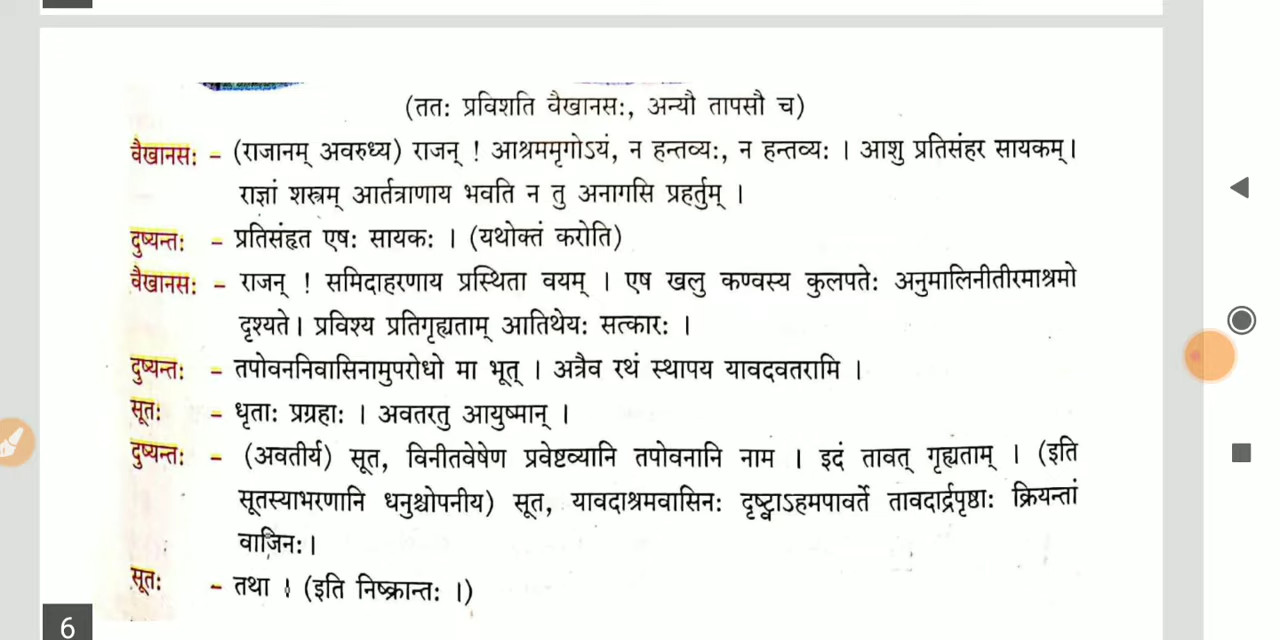 (ततः प्रविशति वैखानसः, अन्यौ तापसौ च)
वैखानसः – (राजानम् अवरुध्य) राजन् ! आश्रममृगोऽयं, न हन्तव्यः, न हन्तव्यः । आशु प्रतिसंहर सायकम्।
राज्ञां शस्त्रम् आर्तत्राणाय भवति न तु अनागसि प्रहर्तुम् ।
दुष्यन्तः – प्रतिसंहृत एषः सायकः । (यथोक्तं करोति)
वैखानसः – राजन् ! समिदाहरणाय प्रस्थिता वयम् । एष खलु कण्वस्य कुलपतेः अनुमालिनीतीरमाश्रमो
दृश्यते। प्रविश्य प्रतिगृह्यताम् आतिथेयः सत्कारः ।
दुष्यन्तः – तपोवननिवासिनामुपरोधो मा भूत् । अत्रैव रथं स्थापय यावदवतरामि ।
सूतः – धृताः प्रग्रहाः । अवतरतु आयुष्मान् ।
दुष्यन्तः – (अवतीर्य) सूत, विनीतवेषेण प्रवेष्टव्यानि तपोवनानि नाम । इदं तावत् गृह्यताम् । (इति
सूतस्याभरणानि धनुश्चोपनीय) सूत, यावदाश्रमवासिनः दृष्ट्वाऽहमपावर्ते तावदार्द्रपृष्ठाः क्रियन्तां
वाजिनः।
सूतः – तथा । (इति निष्क्रान्तः ।)
6